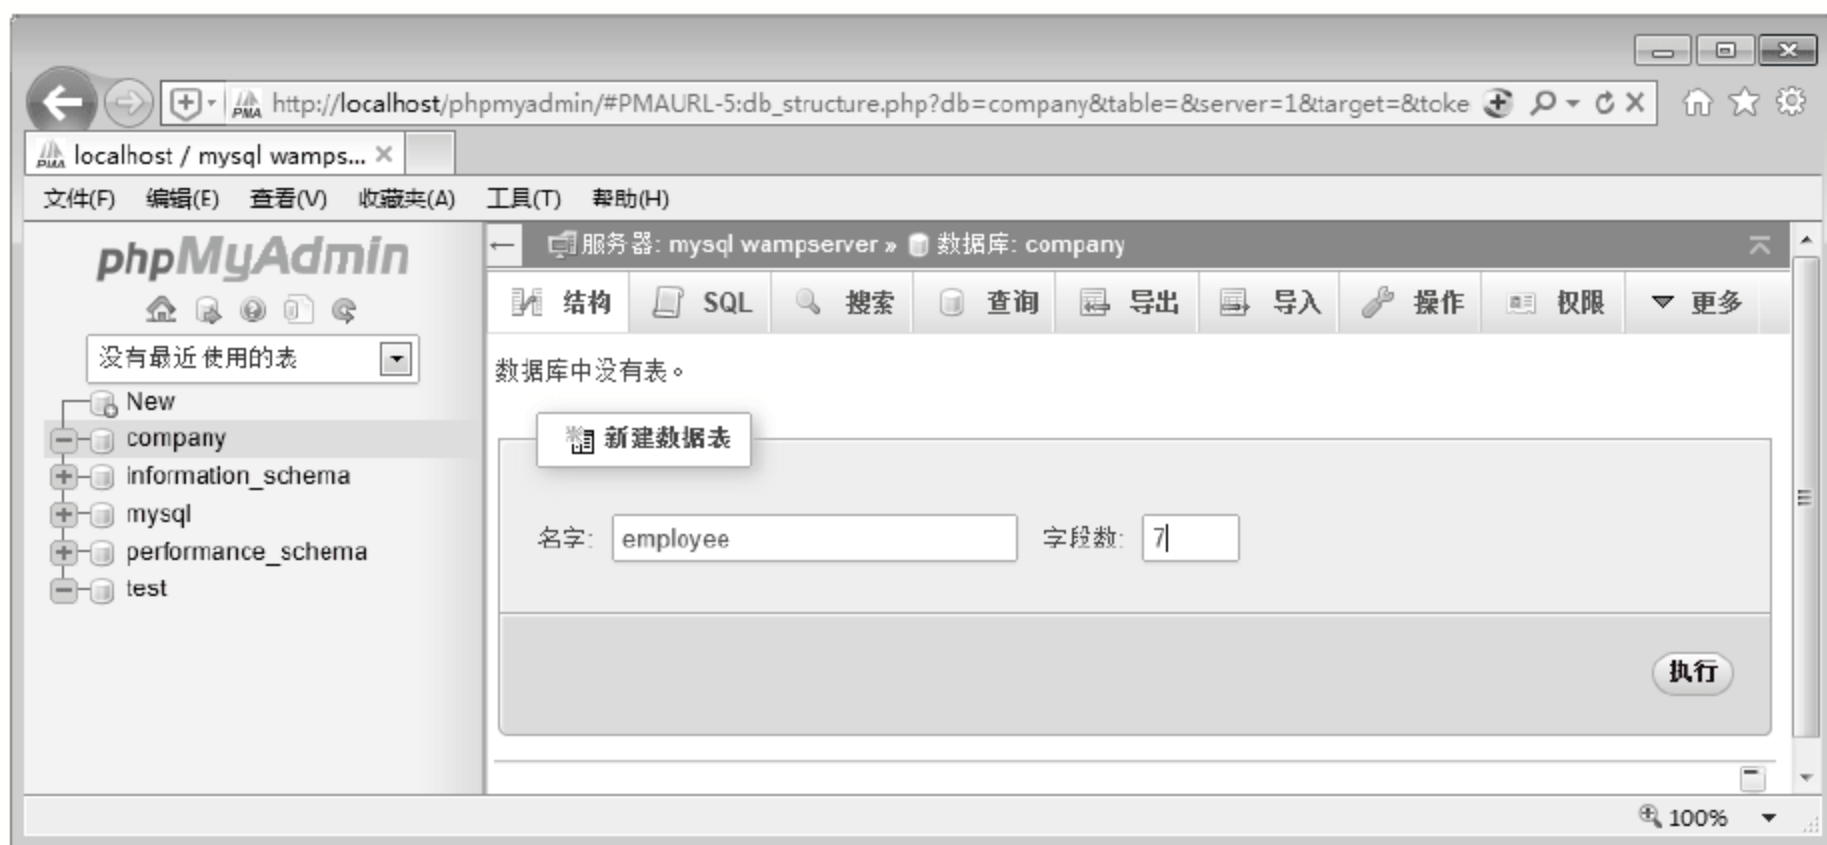 http://localhost/phpmyadmin/#PMAURL-5:db_structure.php?db=company&table=&server=1&target=&toke
localhost / mysql wamps...
文件(F) 编辑(E) 查看(V) 收藏夹(A) 工具(T) 帮助(H)
phpMyAdmin
没有最近使用的表
New
company
information_schema
mysql
performance_schema
test
服务器: mysql wampserver » 数据库: company
结构 SQL 搜索 查询 导出 导入 操作 权限 更多
数据库中没有表。
新建数据表
名字: employee 字段数: 7
执行
100%